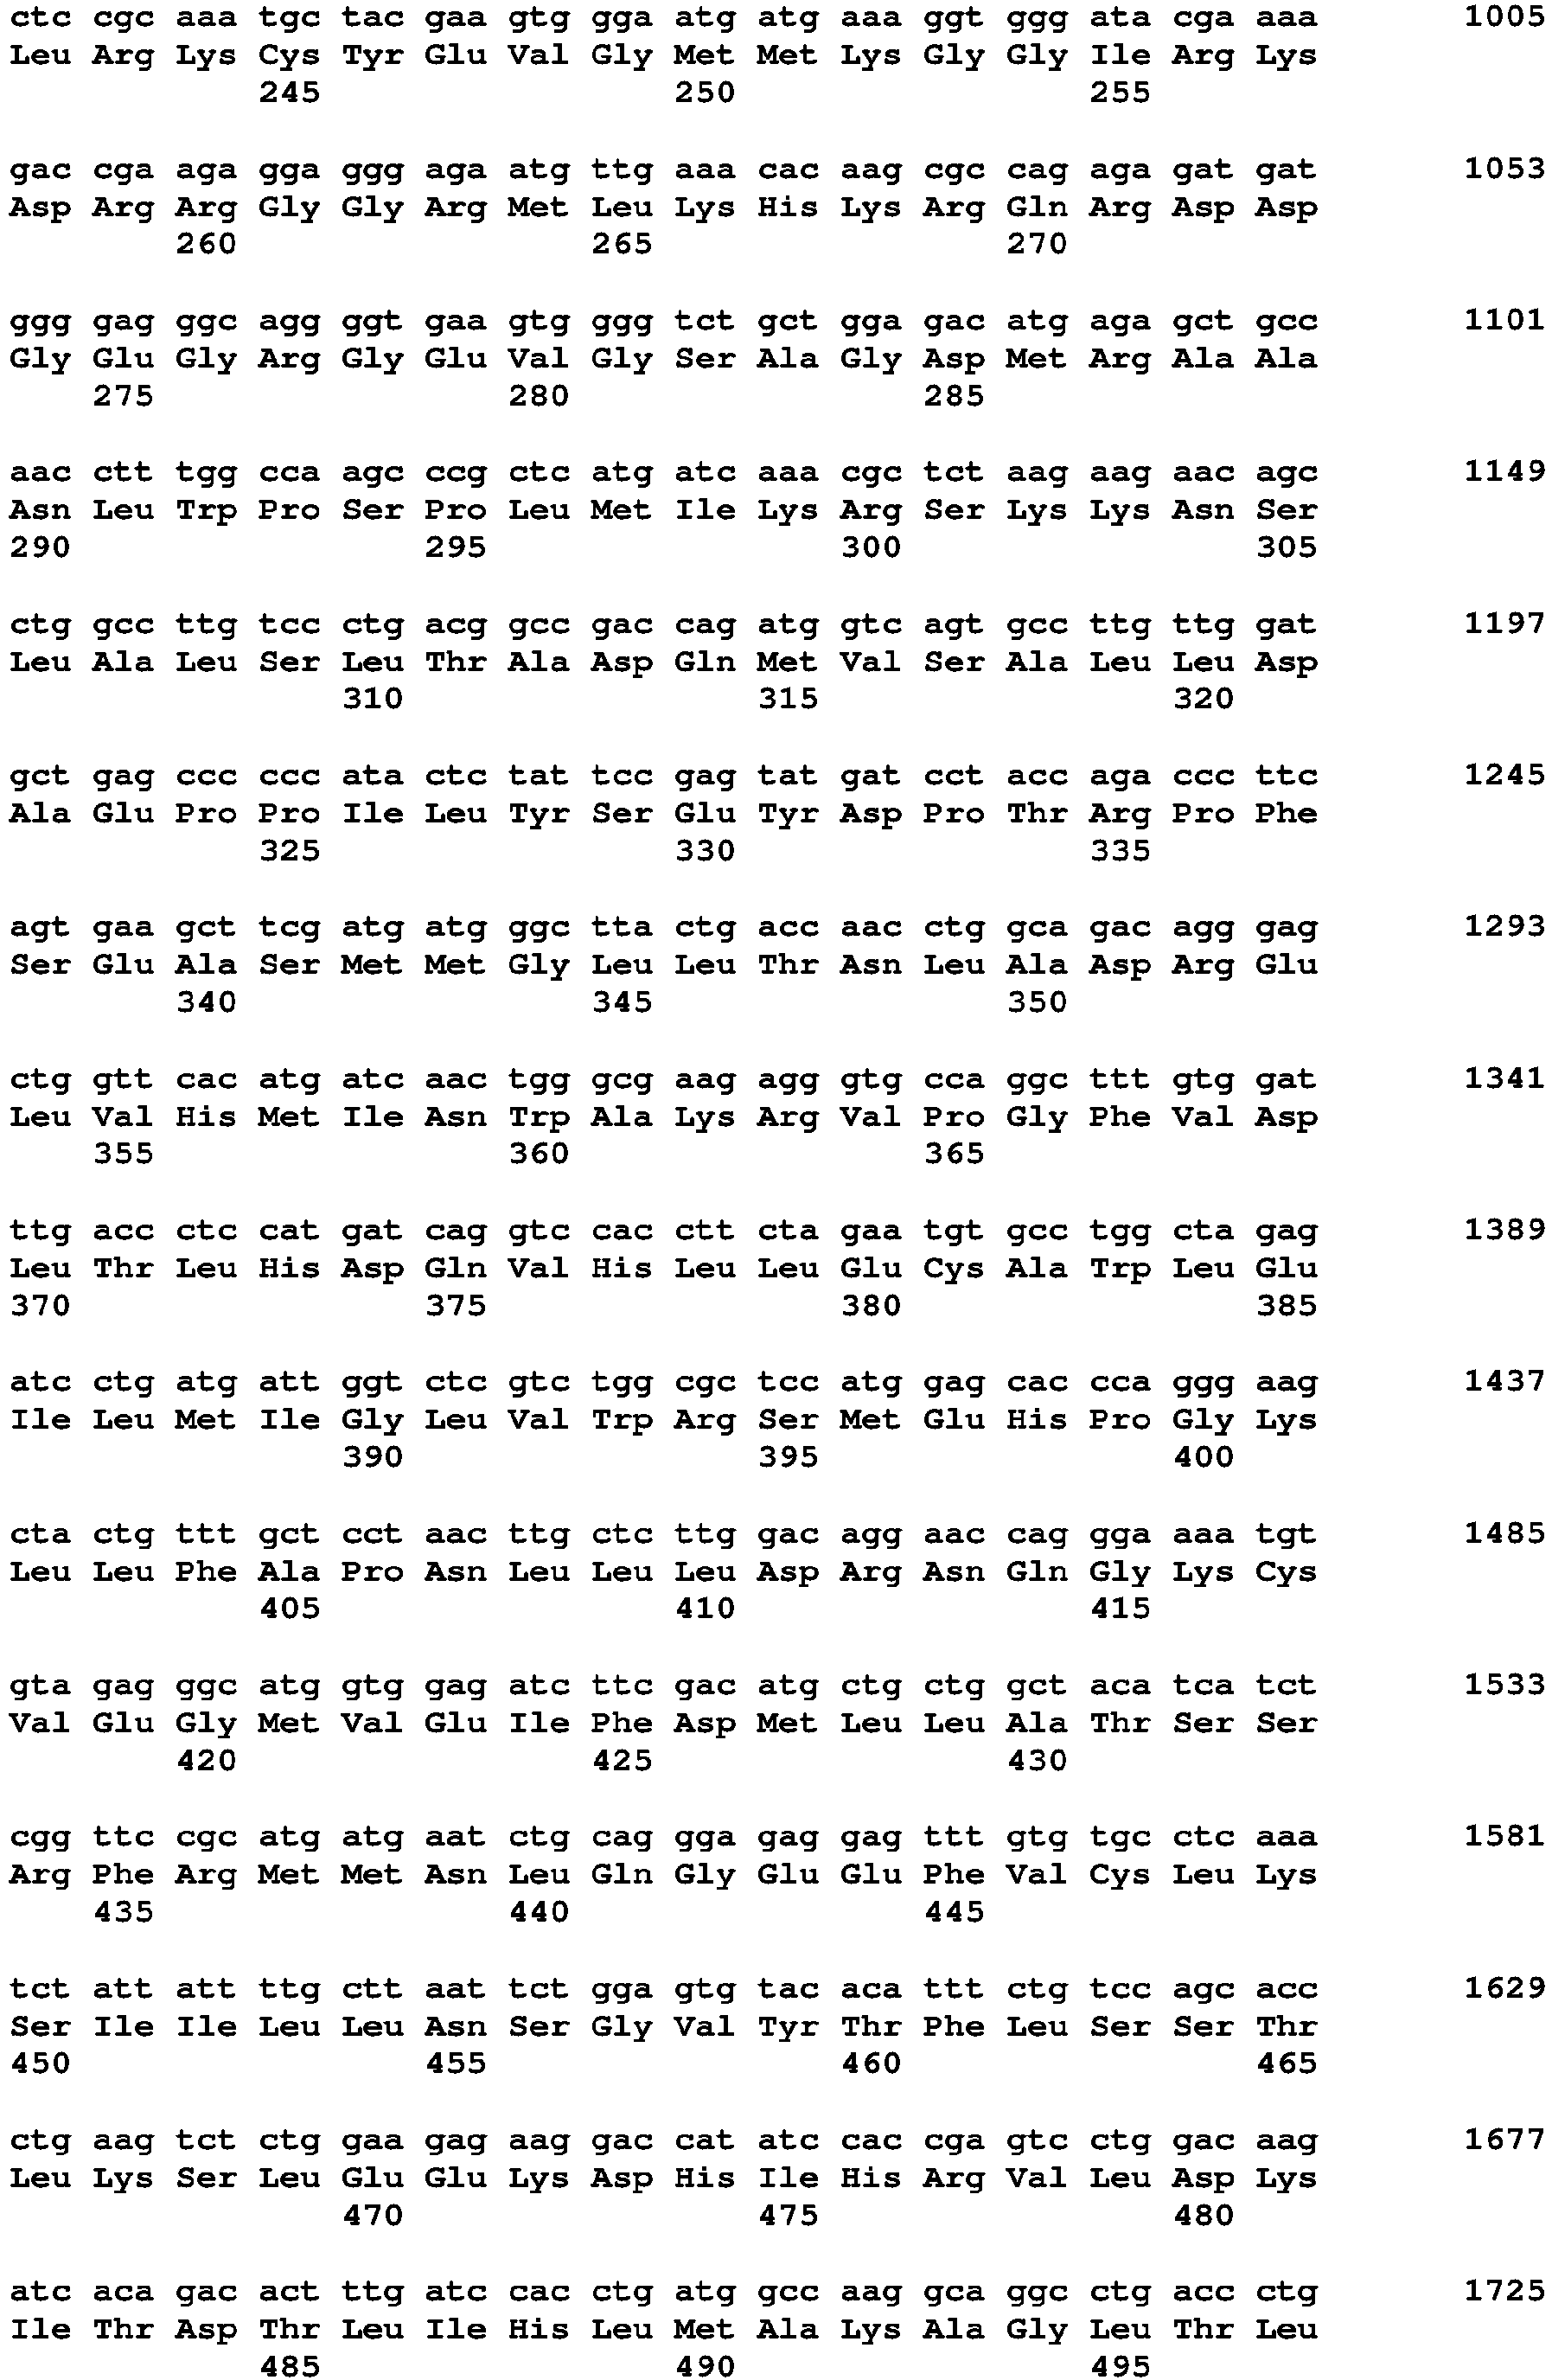 ctc cgc aaa tgc tac gaa gtg gga atg atg aaa ggt ggg ata cga aaa 1005
Leu Arg Lys Cys Tyr Glu Val Gly Met Met Lys Gly Gly Ile Arg Lys
245 250 255
gac cga aga gga ggg aga atg ttg aaa cac aag cgc cag aga gat gat 1053
Asp Arg Arg Gly Gly Arg Met Leu Lys His Lys Arg Gln Arg Asp Asp
260 265 270
ggg gag ggc agg ggt gaa gtg ggg tct gct gga gac atg aga gct gcc 1101
Gly Glu Gly Arg Gly Glu Val Gly Ser Ala Gly Asp Met Arg Ala Ala
275 280 285
aac ctt tgg cca agc ccg ctc atg atc aaa cgc tct aag aag aac agc 1149
Asn Leu Trp Pro Ser Pro Leu Met Ile Lys Arg Ser Lys Lys Asn Ser
290 295 300 305
ctg gcc ttg tcc ctg acg gcc gac cag atg gtc agt gcc ttg ttg gat 1197
Leu Ala Leu Ser Leu Thr Ala Asp Gln Met Val Ser Ala Leu Leu Asp
310 315 320
gct gag ccc ccc ata ctc tat tcc gag tat gat cct acc aga ccc ttc 1245
Ala Glu Pro Pro Ile Leu Tyr Ser Glu Tyr Asp Pro Thr Arg Pro Phe
325 330 335
agt gaa gct tcg atg atg ggc tta ctg acc aac ctg gca gac agg gag 1293
Ser Glu Ala Ser Met Met Gly Leu Leu Thr Asn Leu Ala Asp Arg Glu
340 345 350
ctg gtt cac atg atc aac tgg gcg aag agg gtg cca ggc ttt gtg gat 1341
Leu Val His Met Ile Asn Trp Ala Lys Arg Val Pro Gly Phe Val Asp
355 360 365
ttg acc ctc cat gat cag gtc cac ctt cta gaa tgt gcc tgg cta gag 1389
Leu Thr Leu His Asp Gln Val His Leu Leu Glu Cys Ala Trp Leu Glu
370 375 380 385
atc ctg atg att ggt ctc gtc tgg cgc tcc atg gag cac cca ggg aag 1437
Ile Leu Met Ile Gly Leu Val Trp Arg Ser Met Glu His Pro Gly Lys
390 395 400
cta ctg ttt gct cct aac ttg ctc ttg gac agg aac cag gga aaa tgt 1485
Leu Leu Phe Ala Pro Asn Leu Leu Leu Asp Arg Asn Gln Gly Lys Cys
405 410 415
gta gag ggc atg gtg gag atc ttc gac atg ctg ctg gct aca tca tct 1533
Val Glu Gly Met Val Glu Ile Phe Asp Met Leu Leu Ala Thr Ser Ser
420 425 430
cgg ttc cgc atg atg aat ctg cag gga gag gag ttt gtg tgc ctc aaa 1581
Arg Phe Arg Met Met Asn Leu Gln Gly Glu Glu Phe Val Cys Leu Lys
435 440 445
tct att att ttg ctt aat tct gga gtg tac aca ttt ctg tcc agc acc 1629
Ser Ile Ile Leu Leu Asn Ser Gly Val Tyr Thr Phe Leu Ser Ser Thr
450 455 460 465
ctg aag tct ctg gaa gag aag gac cat atc cac cga gtc ctg gac aag 1677
Leu Lys Ser Leu Glu Glu Lys Asp His Ile His Arg Val Leu Asp Lys
470 475 480
atc aca gac act ttg atc cac ctg atg gcc aag gca ggc ctg acc ctg 1725
Ile Thr Asp Thr Leu Ile His Leu Met Ala Lys Ala Gly Leu Thr Leu
485 490 495